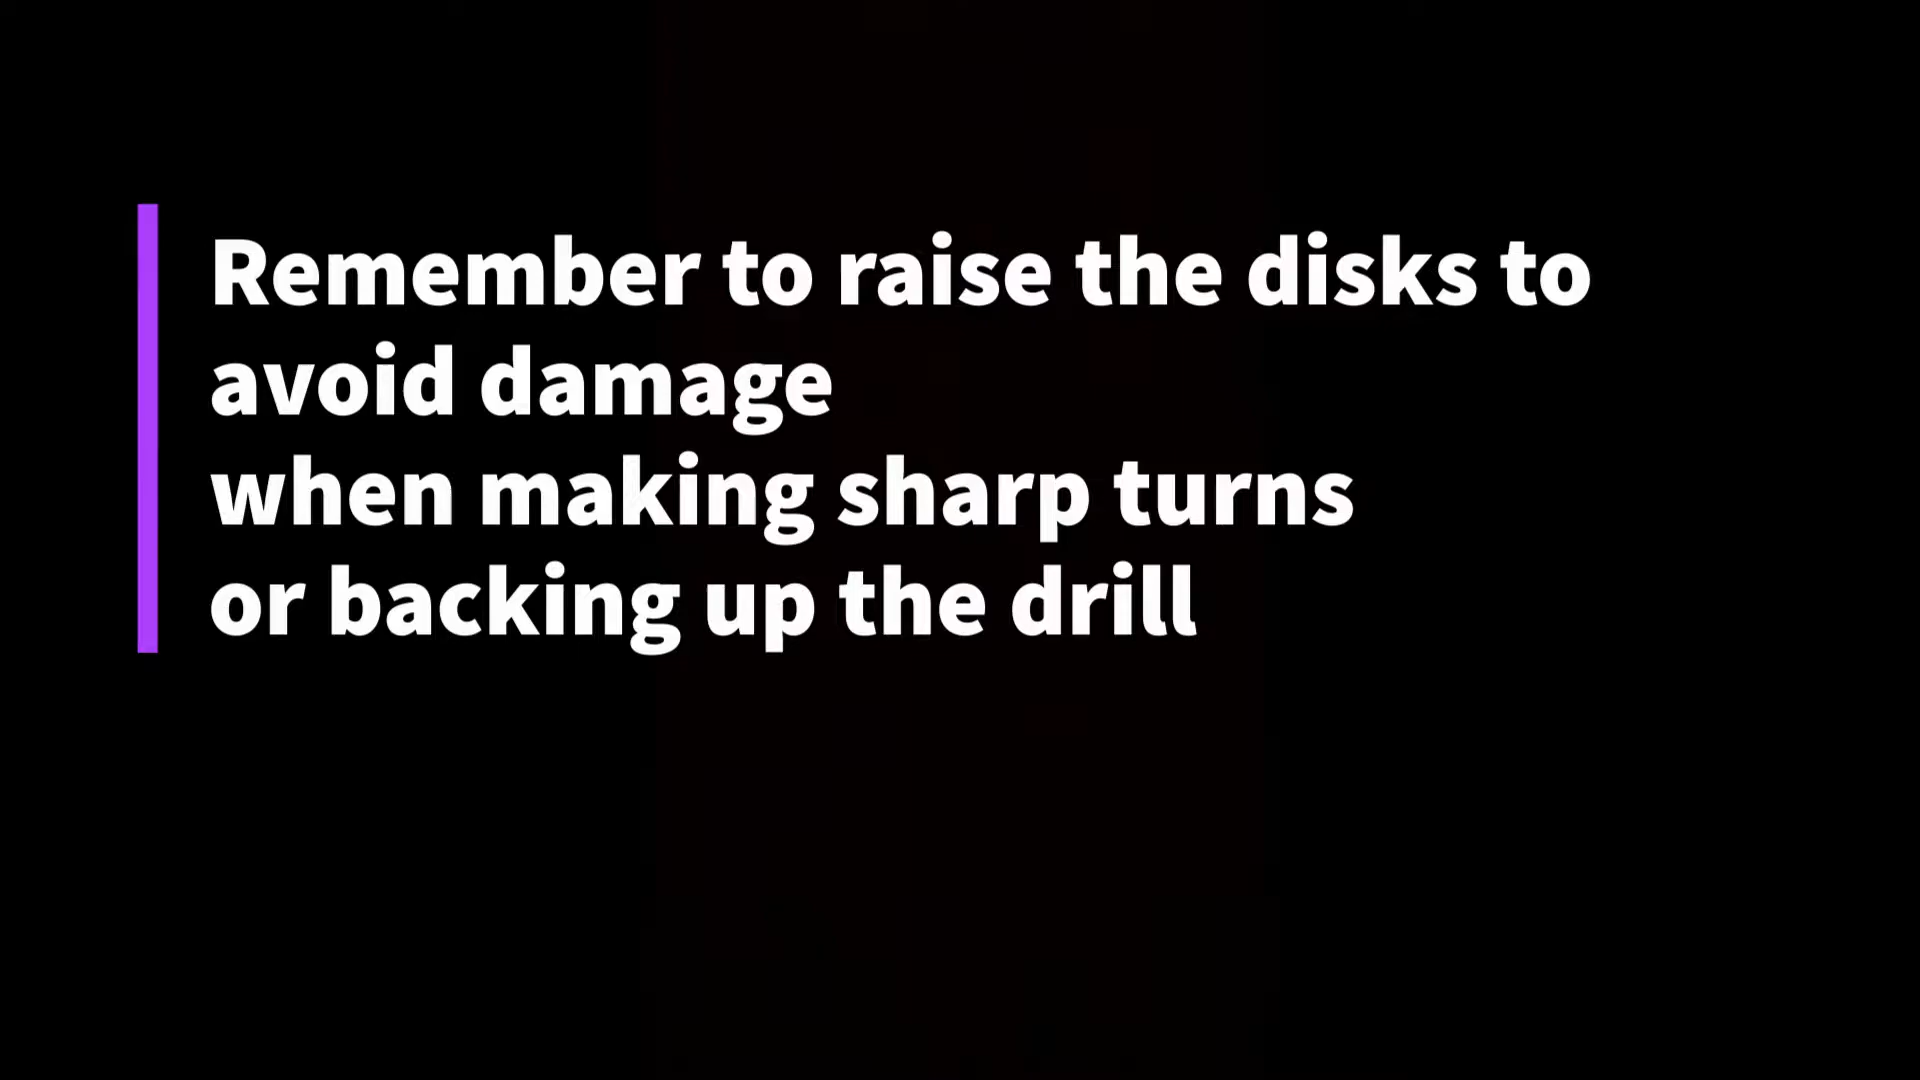 Remember to raise the disks to
avoid damage
when making sharp turns
or backing up the drill